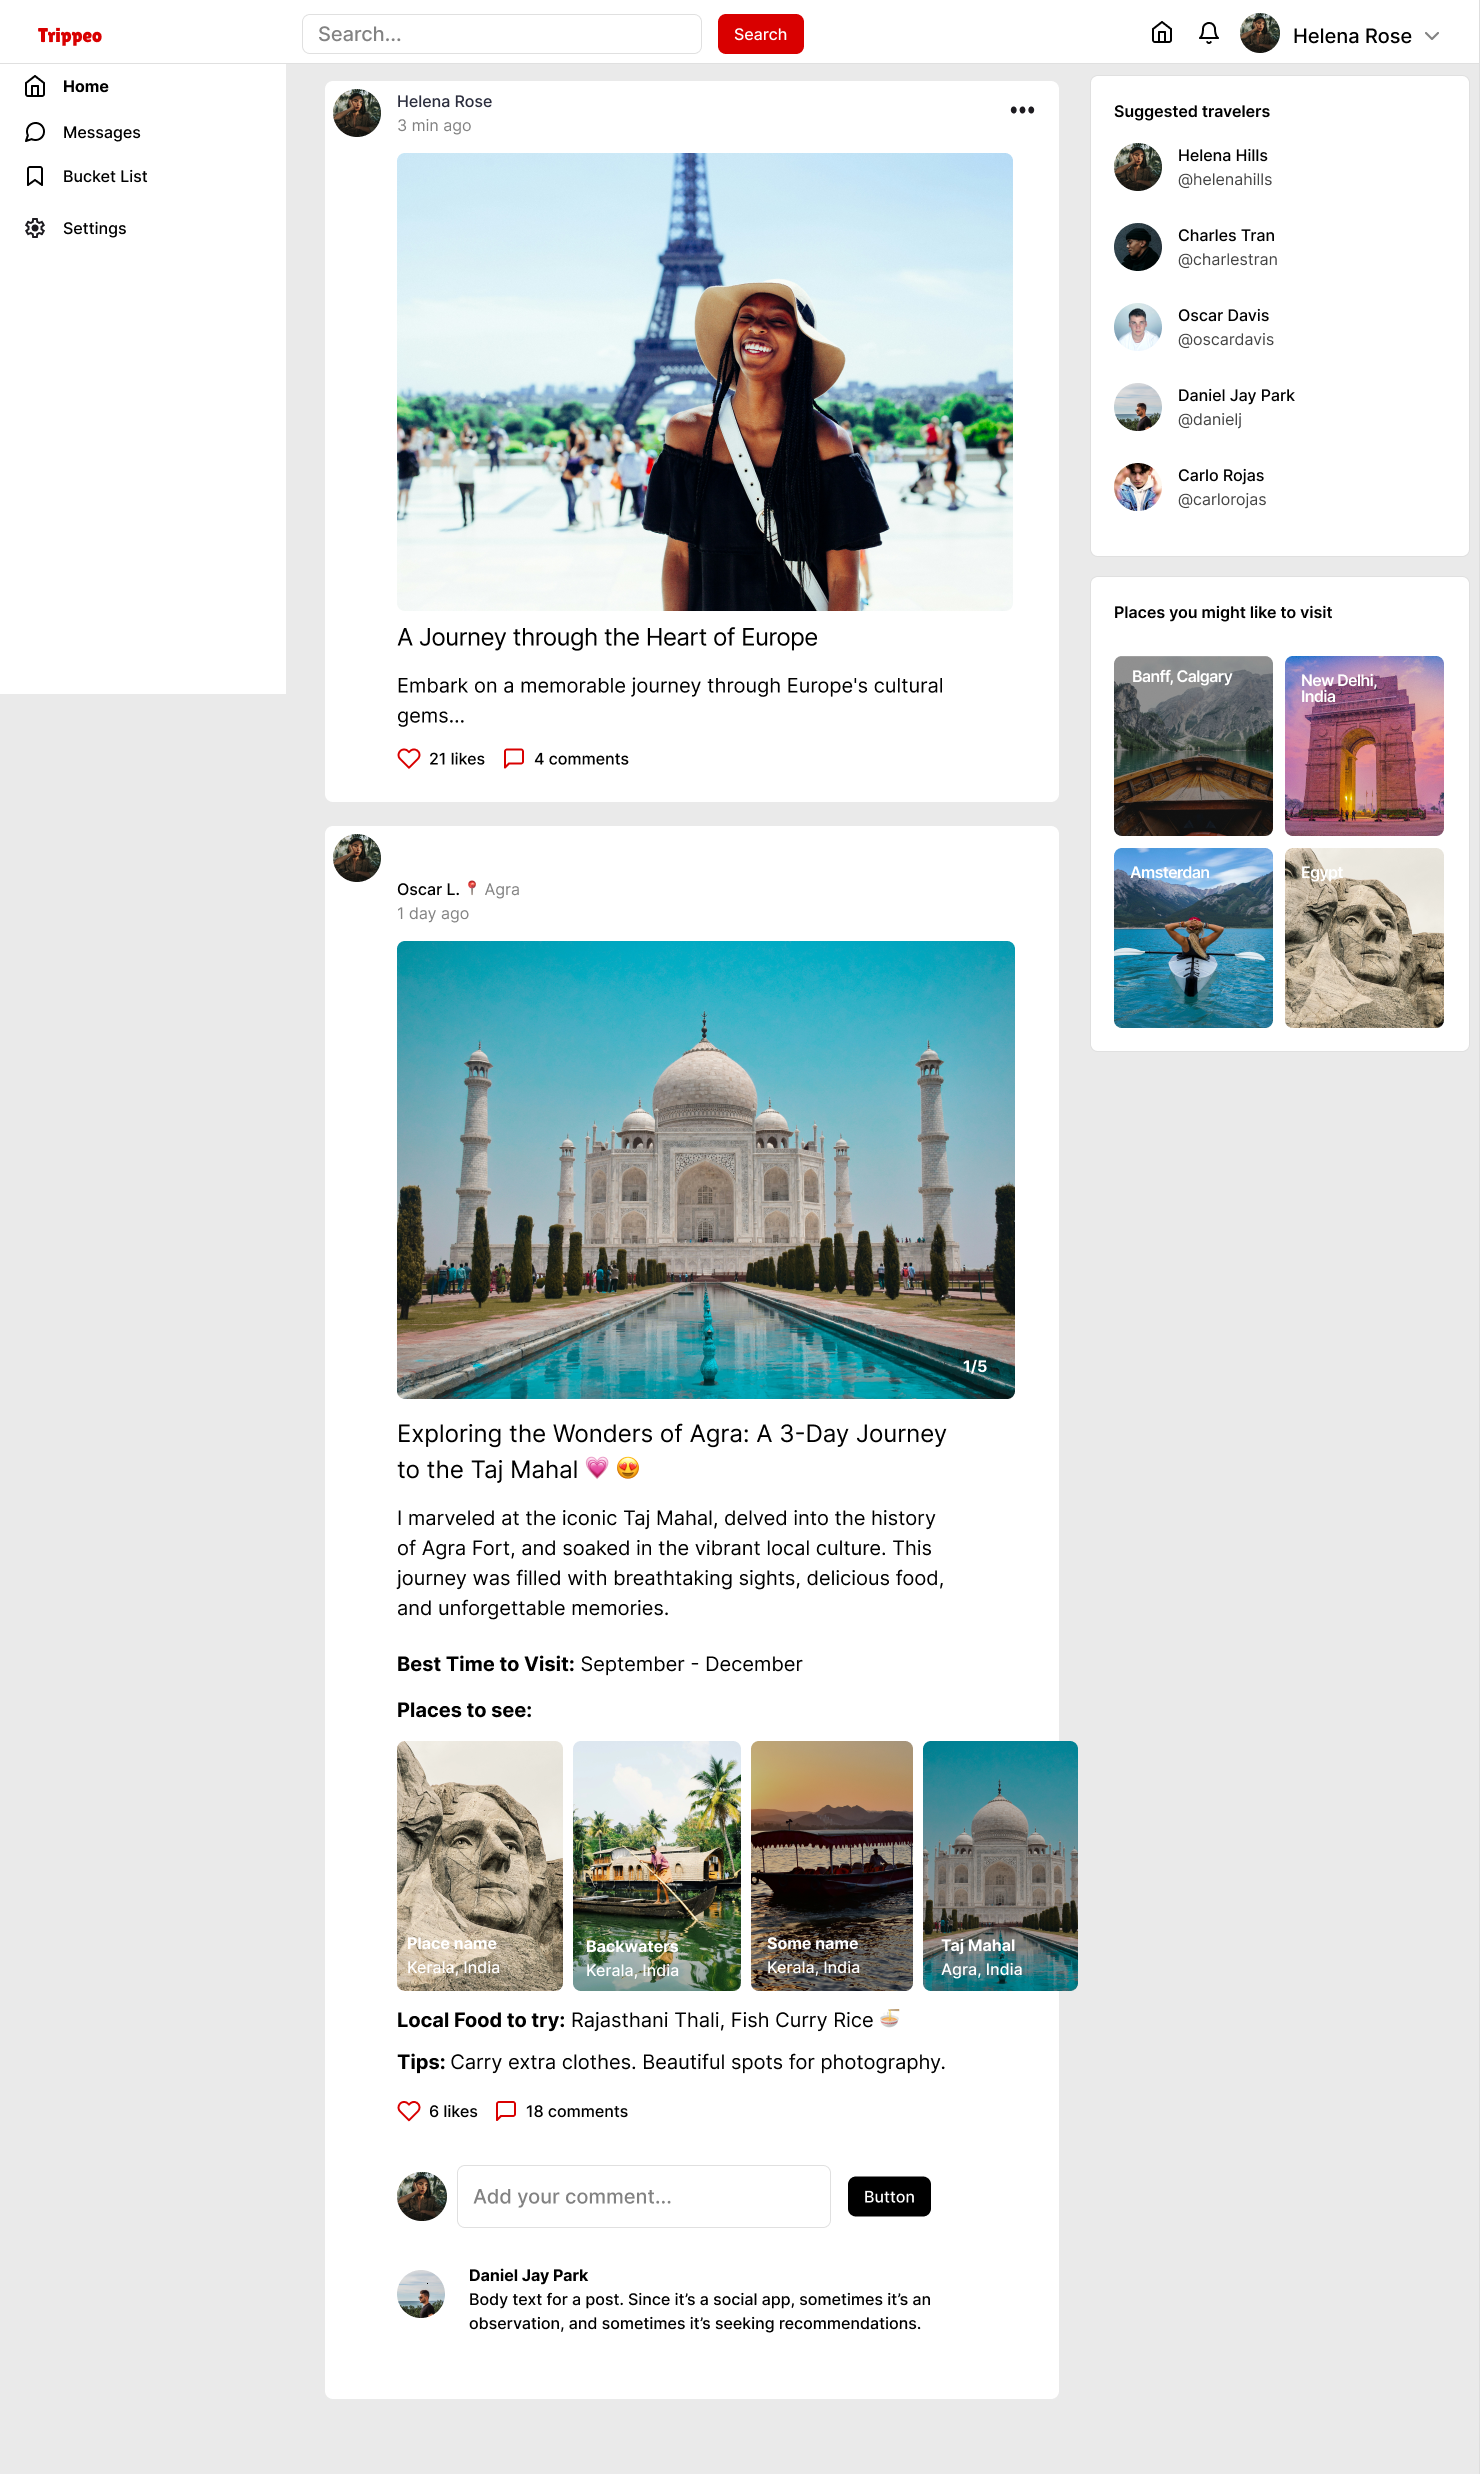 Trippeo
Search...
Search
Helena Rose
Home
Messages
Bucket List
Settings
Helena Rose
3 min ago
A Journey through the Heart of Europe
Embark on a memorable journey through Europe's cultural
gems...
21 likes
4 comments
Oscar L. 📍 Agra
1 day ago
1/5
Exploring the Wonders of Agra: A 3-Day Journey
to the Taj Mahal 💗 😍
I marveled at the iconic Taj Mahal, delved into the history
of Agra Fort, and soaked in the vibrant local culture. This
journey was filled with breathtaking sights, delicious food,
and unforgettable memories.
Best Time to Visit: September - December
Places to see:
Place name
Kerala, India
Backwaters
Kerala, India
Some name
Kerala, India
Taj Mahal
Agra, India
Local Food to try: Rajasthani Thali, Fish Curry Rice 🍜
Tips: Carry extra clothes. Beautiful spots for photography.
6 likes
18 comments
Add your comment...
Button
Daniel Jay Park
Body text for a post. Since it’s a social app, sometimes it’s an
observation, and sometimes it’s seeking recommendations.
Suggested travelers
Helena Hills
@helenahills
Charles Tran
@charlestran
Oscar Davis
@oscardavis
Daniel Jay Park
@danielj
Carlo Rojas
@carlorojas
Places you might like to visit
Banff, Calgary
New Delhi,
India
Amsterdan
Egypt